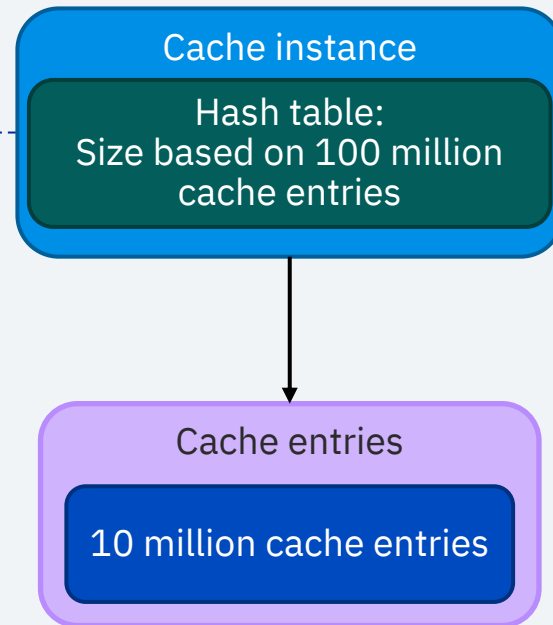 Cache instance
Hash table:
Size based on 100 million
cache entries
Cache entries
10 million cache entries